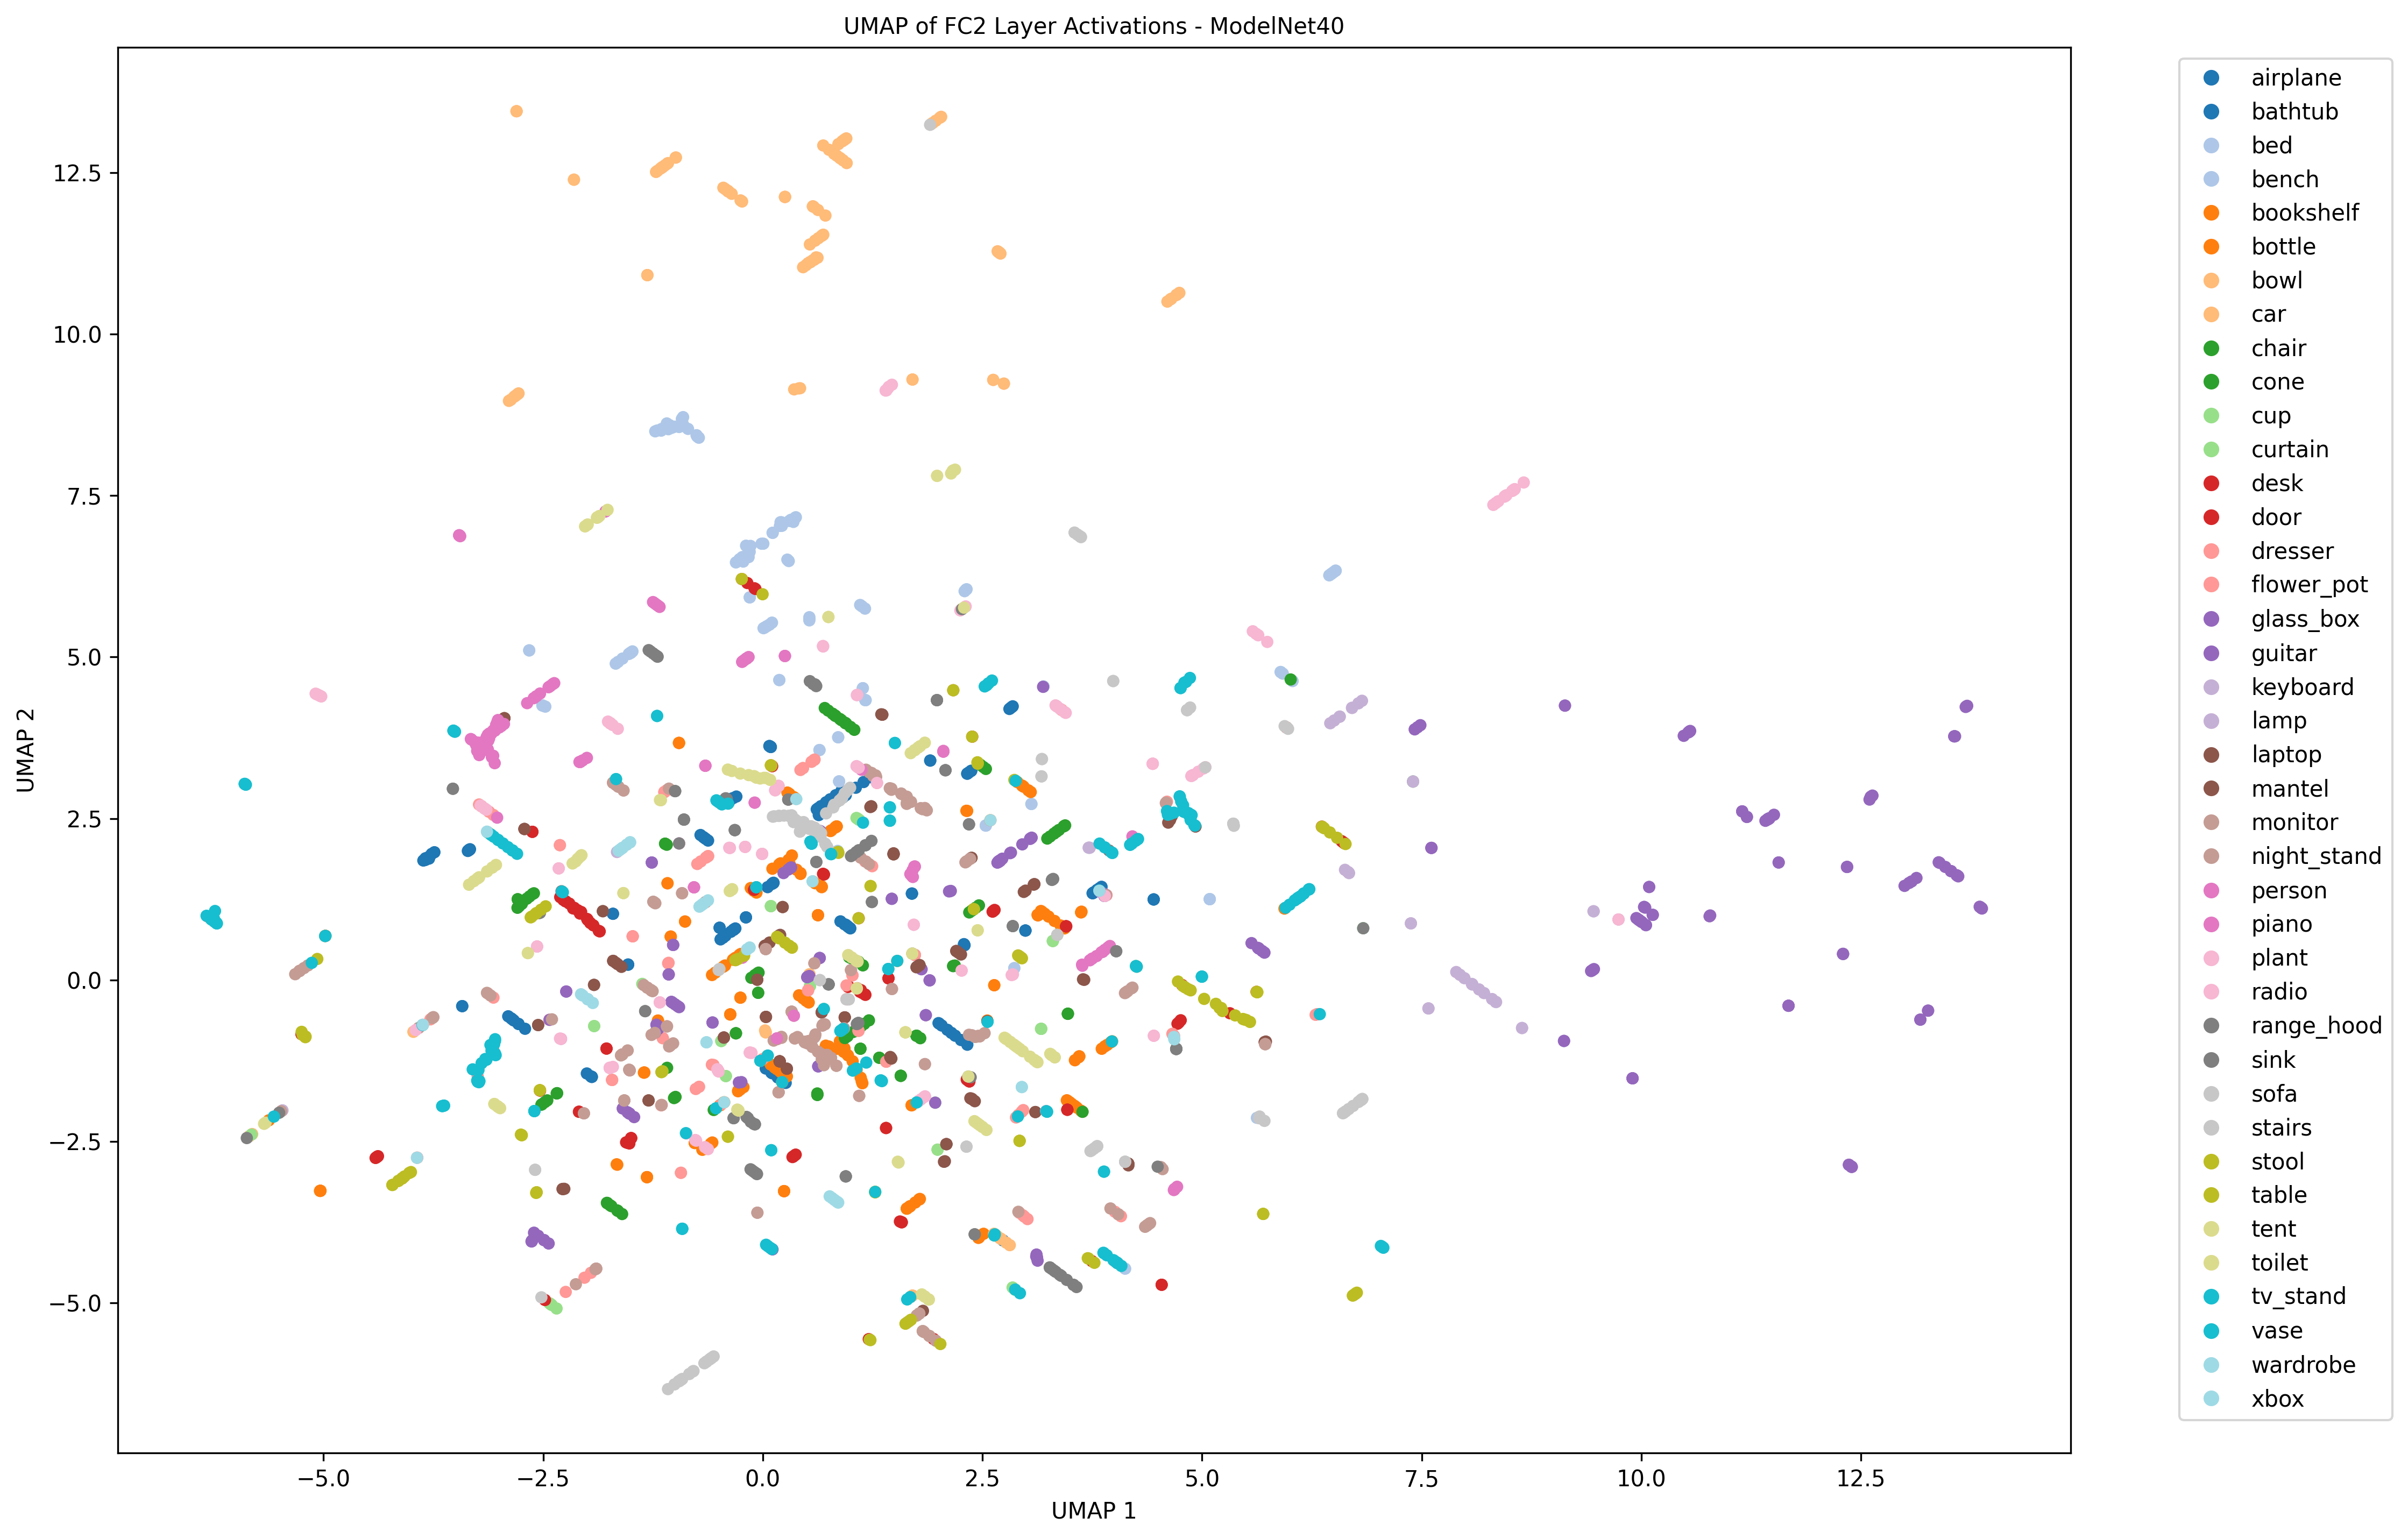 UMAP of FC2 Layer Activations - ModelNet40
UMAP 2
12.5
10.0
7.5
5.0
2.5
0.0
−2.5
−5.0
−5.0
−2.5
0.0
2.5
5.0
7.5
10.0
12.5
UMAP 1
airplane
bathtub
bed
bench
bookshelf
bottle
bowl
car
chair
cone
cup
curtain
desk
door
dresser
flower_pot
glass_box
guitar
keyboard
lamp
laptop
mantel
monitor
night_stand
person
piano
plant
radio
range_hood
sink
sofa
stairs
stool
table
tent
toilet
tv_stand
vase
wardrobe
xbox